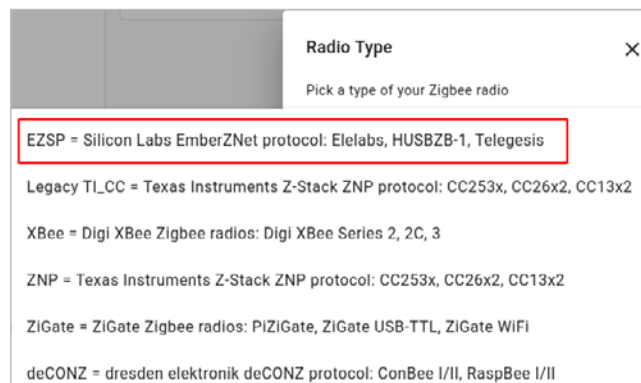 Radio Type
Pick a type of your Zigbee radio
EZSP = Silicon Labs EmberZNet protocol: Elelabs, HUSBZB-1, Telegesis
Legacy TI_CC = Texas Instruments Z-Stack ZNP protocol: CC253x, CC26x2, CC13x2
XBee = Digi XBee Zigbee radios: Digi XBee Series 2, 2C, 3
ZNP = Texas Instruments Z-Stack ZNP protocol: CC253x, CC26x2, CC13x2
ZiGate = ZiGate Zigbee radios: PiZiGate, ZiGate USB-TTL, ZiGate WiFi
deCONZ = dresden elektronik deCONZ protocol: ConBee I/II, RaspBee I/II